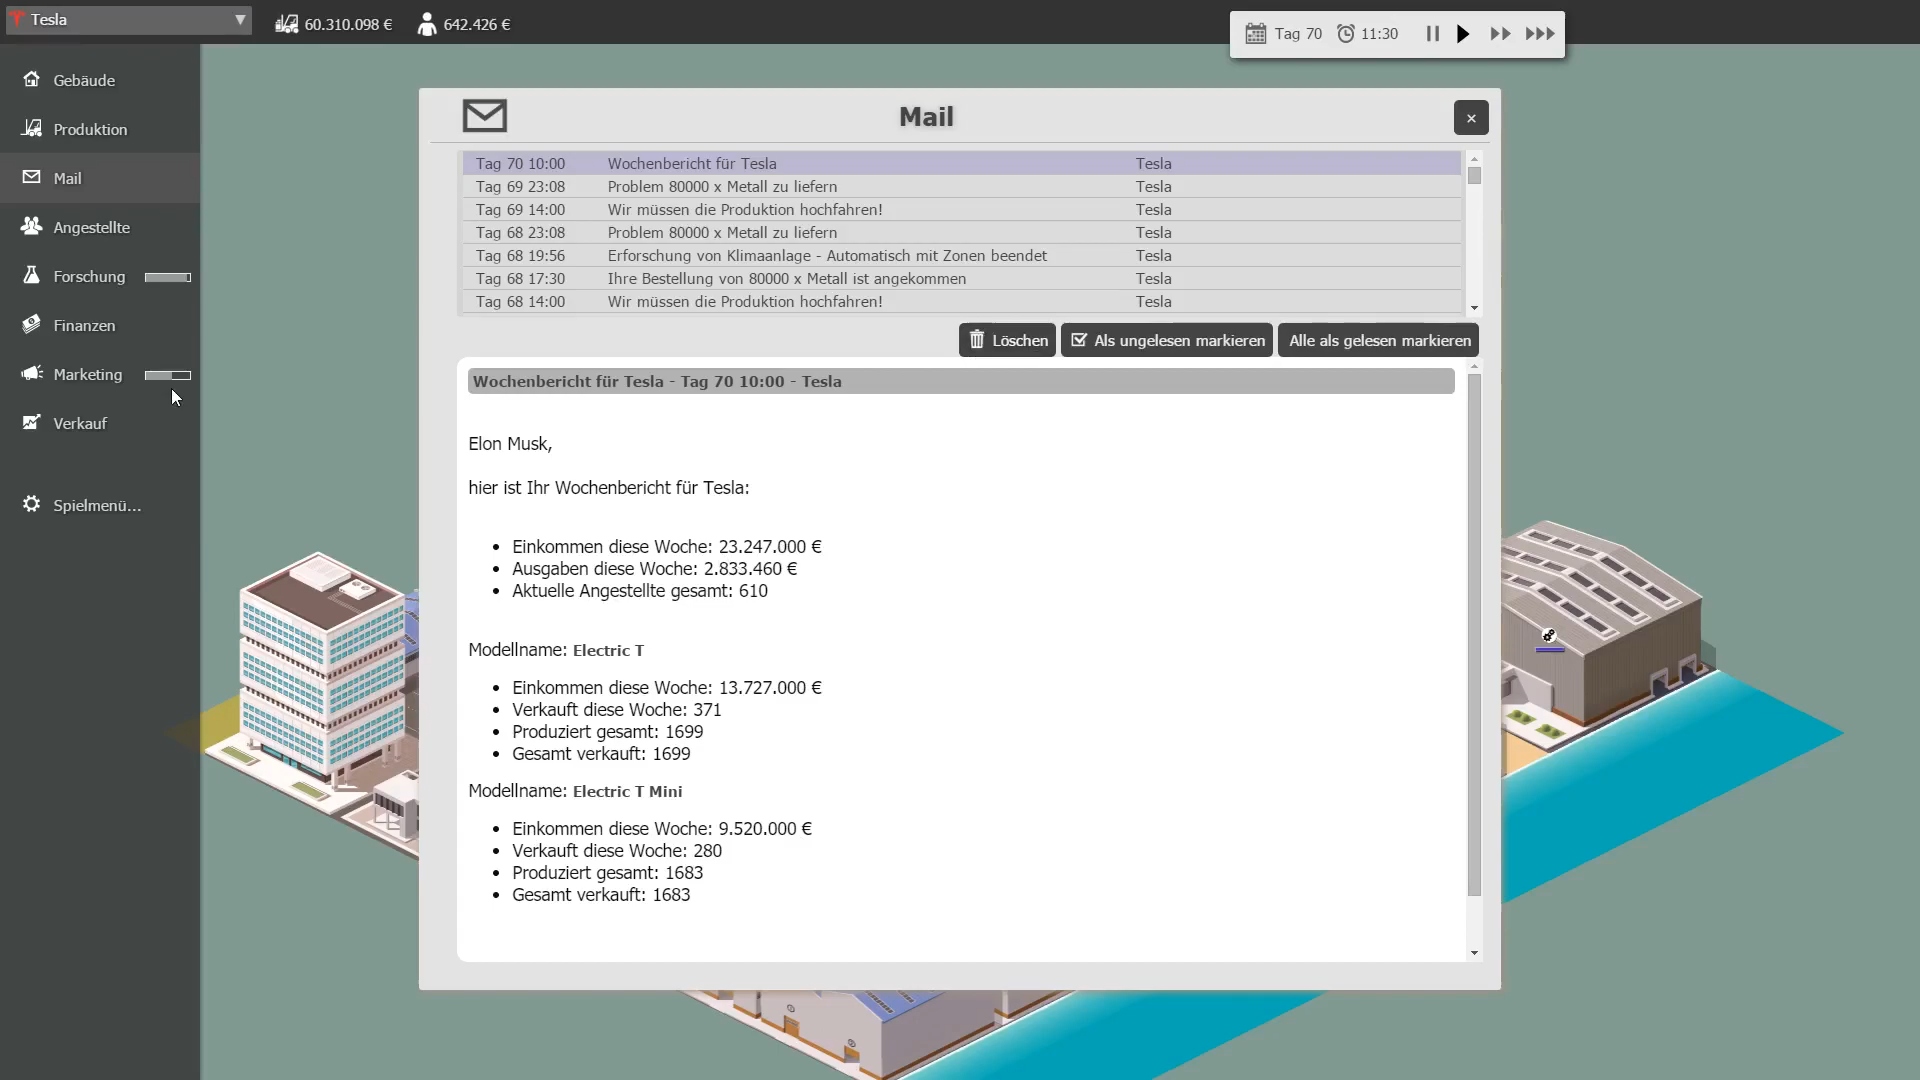 Tesla
60.310.098 €
642.426 €
Tag 70
11:30
Gebäude
Produktion
Mail
Angestellte
Forschung
Finanzen
Marketing
Verkauf
Spielmenü...
Mail
×
Tag 70 10:00 Wochenbericht für Tesla Tesla
Tag 69 23:08 Problem 80000 x Metall zu liefern Tesla
Tag 69 14:00 Wir müssen die Produktion hochfahren! Tesla
Tag 68 23:08 Problem 80000 x Metall zu liefern Tesla
Tag 68 19:56 Erforschung von Klimaanlage - Automatisch mit Zonen beendet Tesla
Tag 68 17:30 Ihre Bestellung von 80000 x Metall ist angekommen Tesla
Tag 68 14:00 Wir müssen die Produktion hochfahren! Tesla
Löschen
Als ungelesen markieren
Alle als gelesen markieren
Wochenbericht für Tesla - Tag 70 10:00 - Tesla
Elon Musk,
hier ist Ihr Wochenbericht für Tesla:
• Einkommen diese Woche: 23.247.000 €
• Ausgaben diese Woche: 2.833.460 €
• Aktuelle Angestellte gesamt: 610
Modellname: Electric T
• Einkommen diese Woche: 13.727.000 €
• Verkauft diese Woche: 371
• Produziert gesamt: 1699
• Gesamt verkauft: 1699
Modellname: Electric T Mini
• Einkommen diese Woche: 9.520.000 €
• Verkauft diese Woche: 280
• Produziert gesamt: 1683
• Gesamt verkauft: 1683